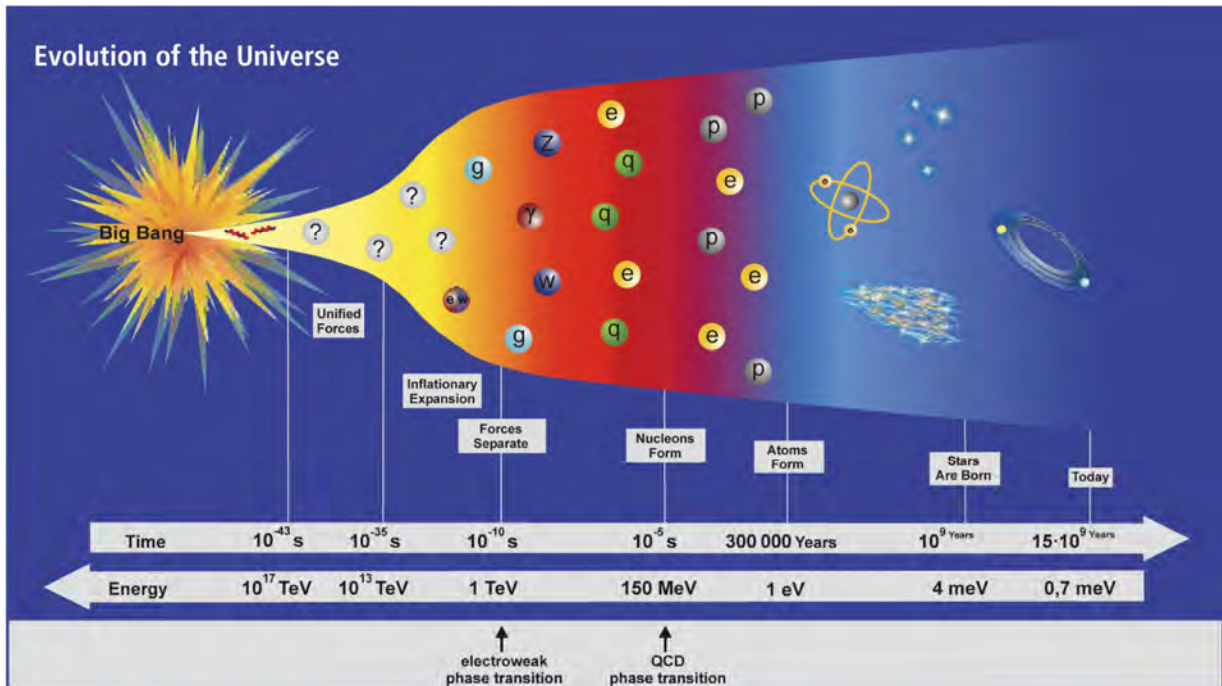 Evolution of the Universe
Big Bang
?
?
?
?
e w
g
g
Z
γ
w
e
q
q
e
q
p
p
e
p
e
e
p
Unified
Forces
Inflationary
Expansion
Forces
Separate
Nucleons
Form
Atoms
Form
Stars
Are Born
Today
Time 10⁻⁴³ s 10⁻³⁵ s 10⁻¹⁰ s 10⁻⁵ s 300 000 Years 10⁹ Years 15·10⁹ Years
Energy 10¹⁷ TeV 10¹³ TeV 1 TeV 150 MeV 1 eV 4 meV 0,7 meV
electroweak
phase transition
QCD
phase transition